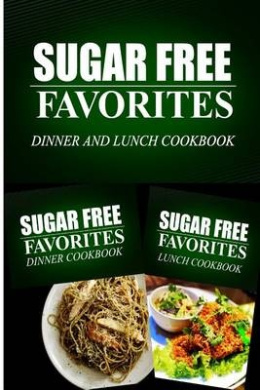 SUGAR FREE
FAVORITES
DINNER AND LUNCH COOKBOOK
SUGAR FREE
FAVORITES
DINNER COOKBOOK
SUGAR FREE
FAVORITES
LUNCH COOKBOOK